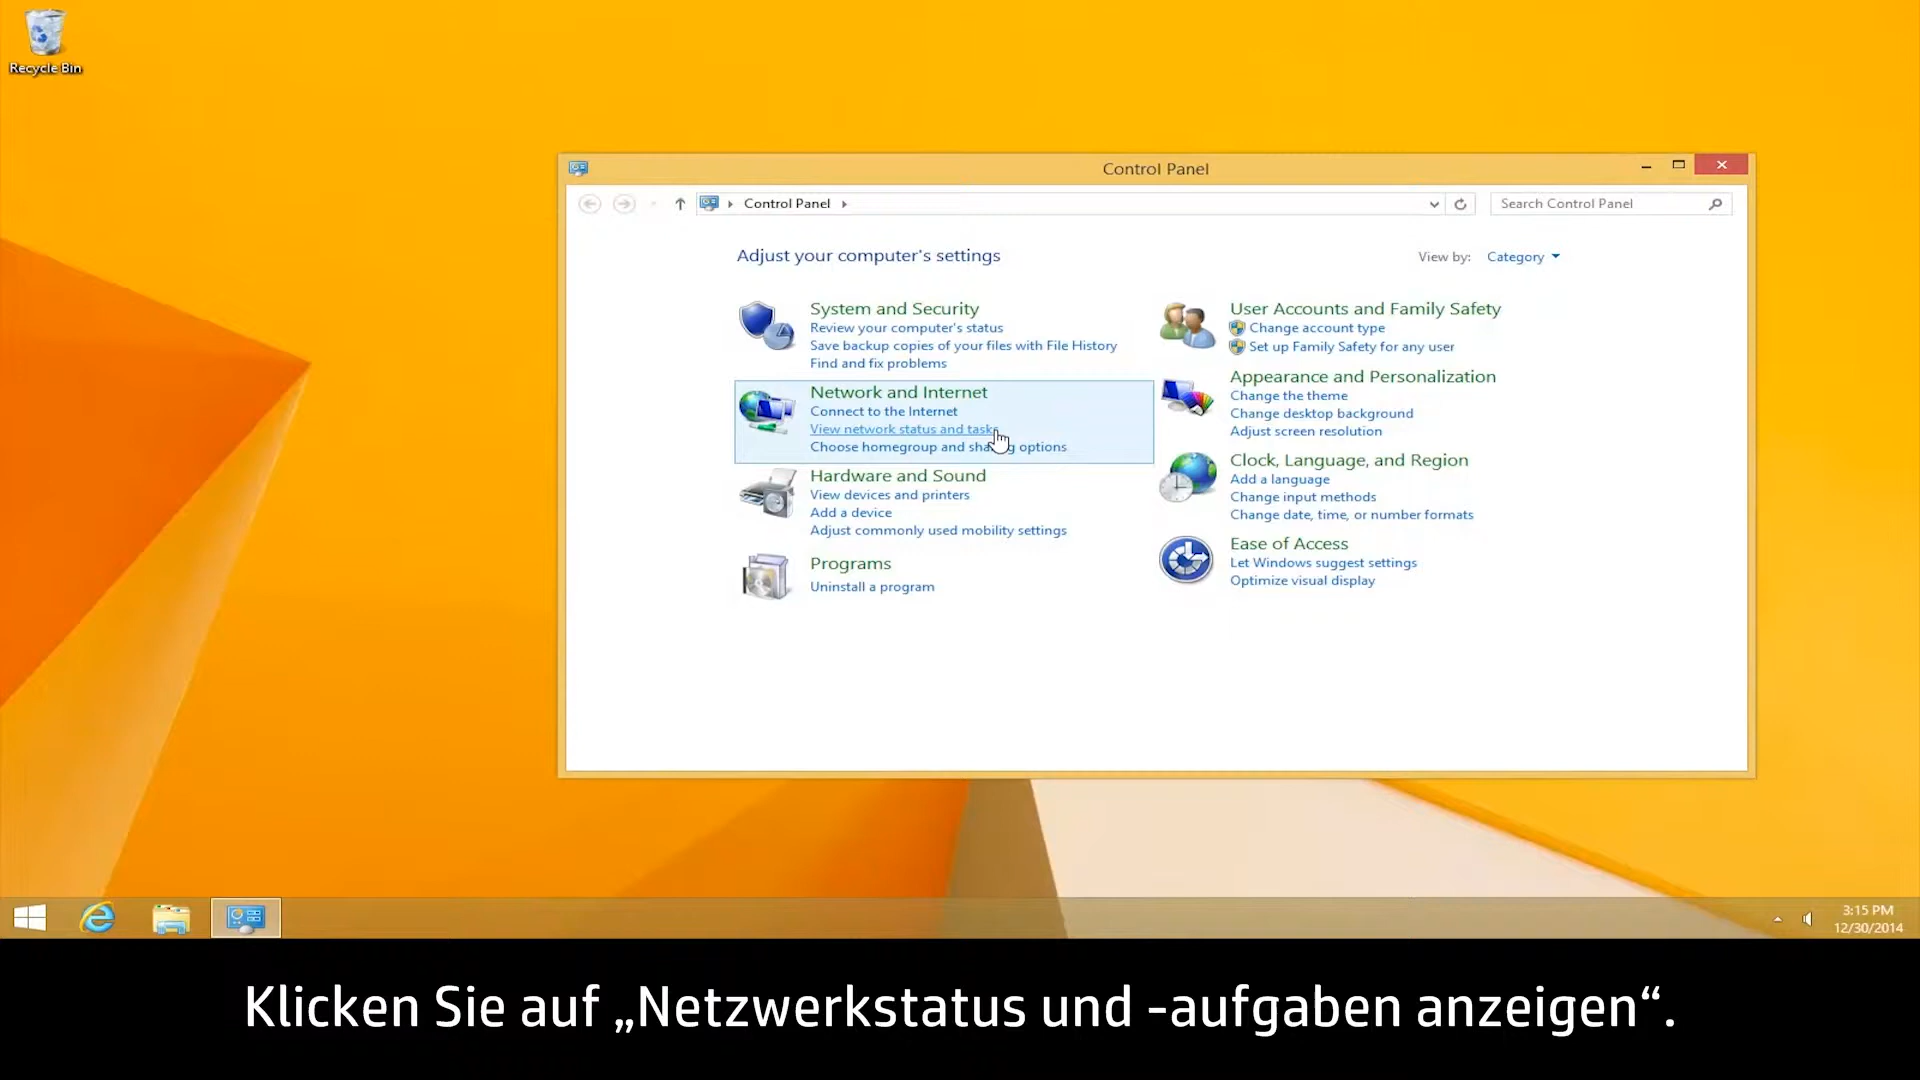 Recycle Bin
Control Panel
Control Panel
Search Control Panel
Adjust your computer's settings
View by: Category
System and Security
Review your computer's status
Save backup copies of your files with File History
Find and fix problems
Network and Internet
Connect to the Internet
View network status and tasks
Choose homegroup and sharing options
Hardware and Sound
View devices and printers
Add a device
Adjust commonly used mobility settings
Programs
Uninstall a program
User Accounts and Family Safety
Change account type
Set up Family Safety for any user
Appearance and Personalization
Change the theme
Change desktop background
Adjust screen resolution
Clock, Language, and Region
Add a language
Change input methods
Change date, time, or number formats
Ease of Access
Let Windows suggest settings
Optimize visual display
3:15 PM
12/30/2014
Klicken Sie auf „Netzwerkstatus und -aufgaben anzeigen“.